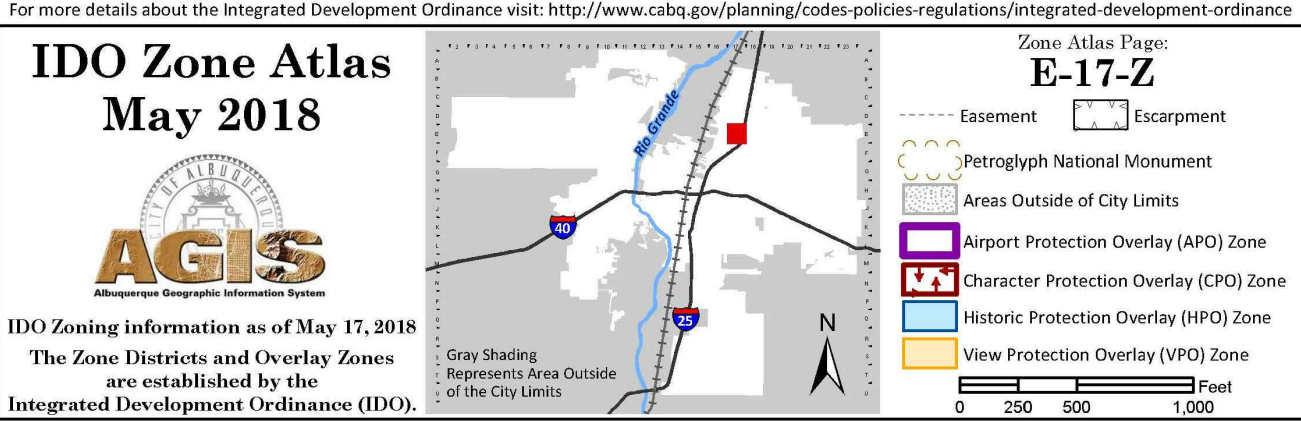 For more details about the Integrated Development Ordinance visit: http://www.cabq.gov/planning/codes-policies-regulations/integrated-development-ordinance
IDO Zone Atlas
May 2018
CITY OF ALBUQUERQUE
AGIS
Albuquerque Geographic Information System
IDO Zoning information as of May 17, 2018
The Zone Districts and Overlay Zones
are established by the
Integrated Development Ordinance (IDO).
Rio Grande
40
25
N
Gray Shading
Represents Area Outside
of the City Limits
Zone Atlas Page:
E-17-Z
Easement
Escarpment
Petroglyph National Monument
Areas Outside of City Limits
Airport Protection Overlay (APO) Zone
Character Protection Overlay (CPO) Zone
Historic Protection Overlay (HPO) Zone
View Protection Overlay (VPO) Zone
Feet
0 250 500 1,000